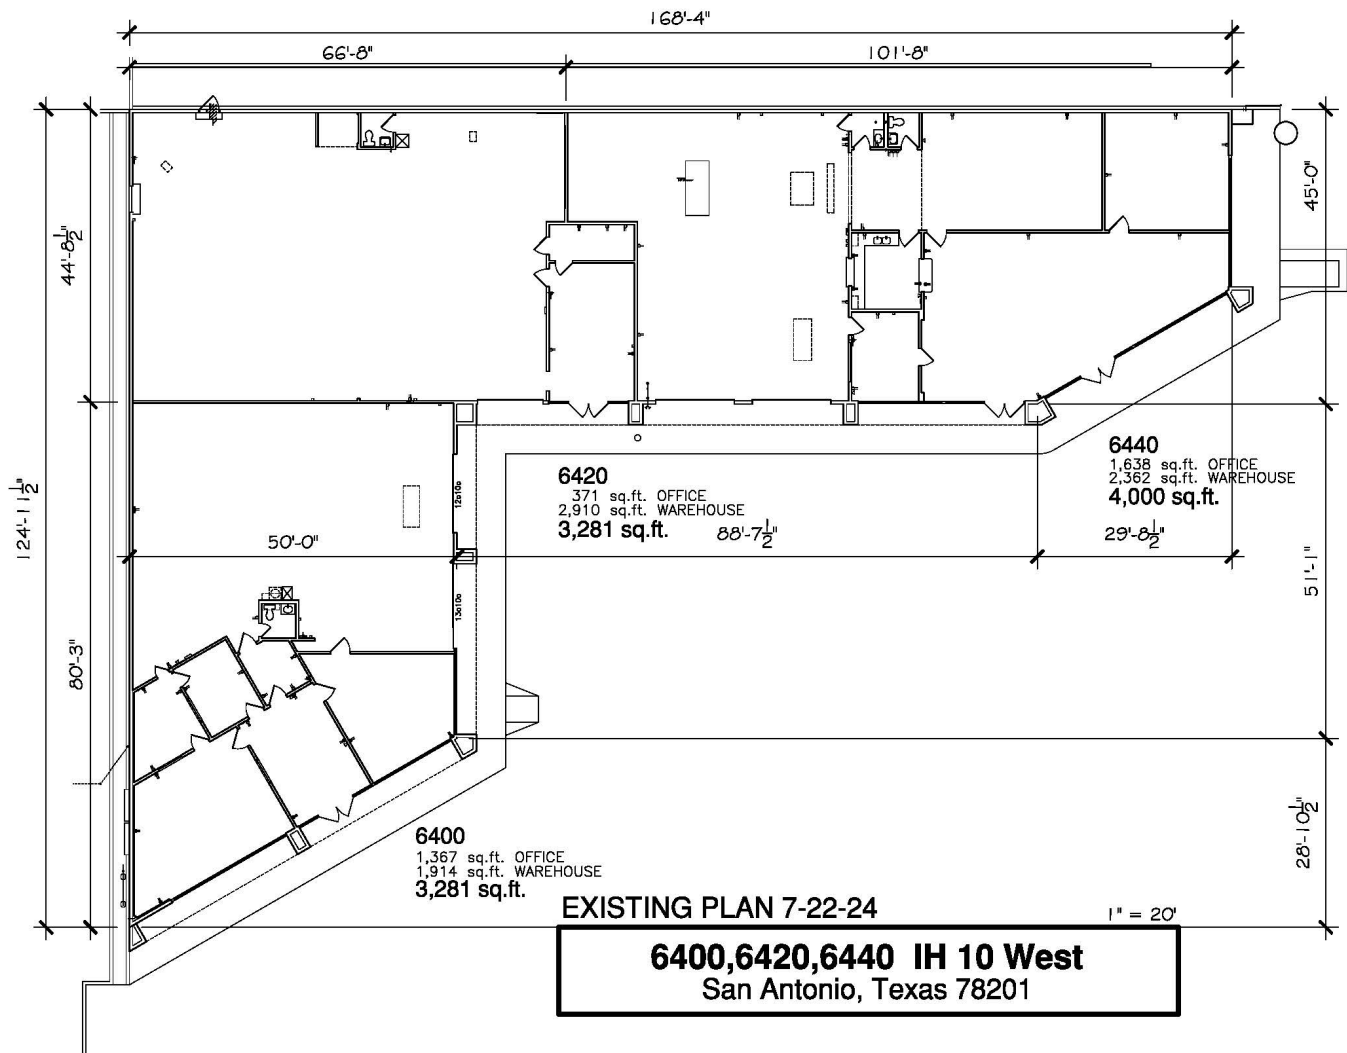 168'-4"
66'-8"
101'-8"
45'-0"
44'-8½"
124'-11½"
6440
1,638 sq.ft. OFFICE
2,362 sq.ft. WAREHOUSE
4,000 sq.ft.
6420
371 sq.ft. OFFICE
2,910 sq.ft. WAREHOUSE
3,281 sq.ft.
12o10o
50'-0"
88'-7½"
29'-8½"
51'-1"
13o10o
80'-3"
28'-10½"
6400
1,367 sq.ft. OFFICE
1,914 sq.ft. WAREHOUSE
3,281 sq.ft.
EXISTING PLAN 7-22-24
1" = 20'
6400,6420,6440 IH 10 West
San Antonio, Texas 78201